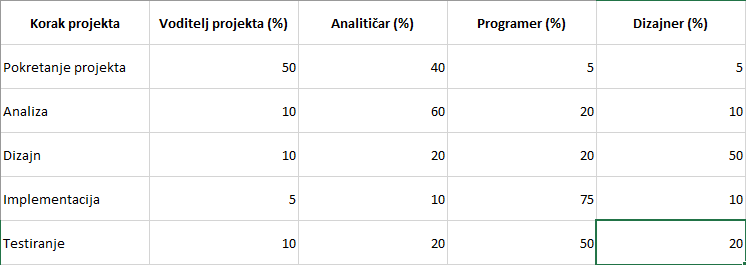 Korak projekta Voditelj projekta (%) Analitičar (%) Programer (%) Dizajner (%)
Pokretanje projekta 50 40 5 5
Analiza 10 60 20 10
Dizajn 10 20 20 50
Implementacija 5 10 75 10
Testiranje 10 20 50 20